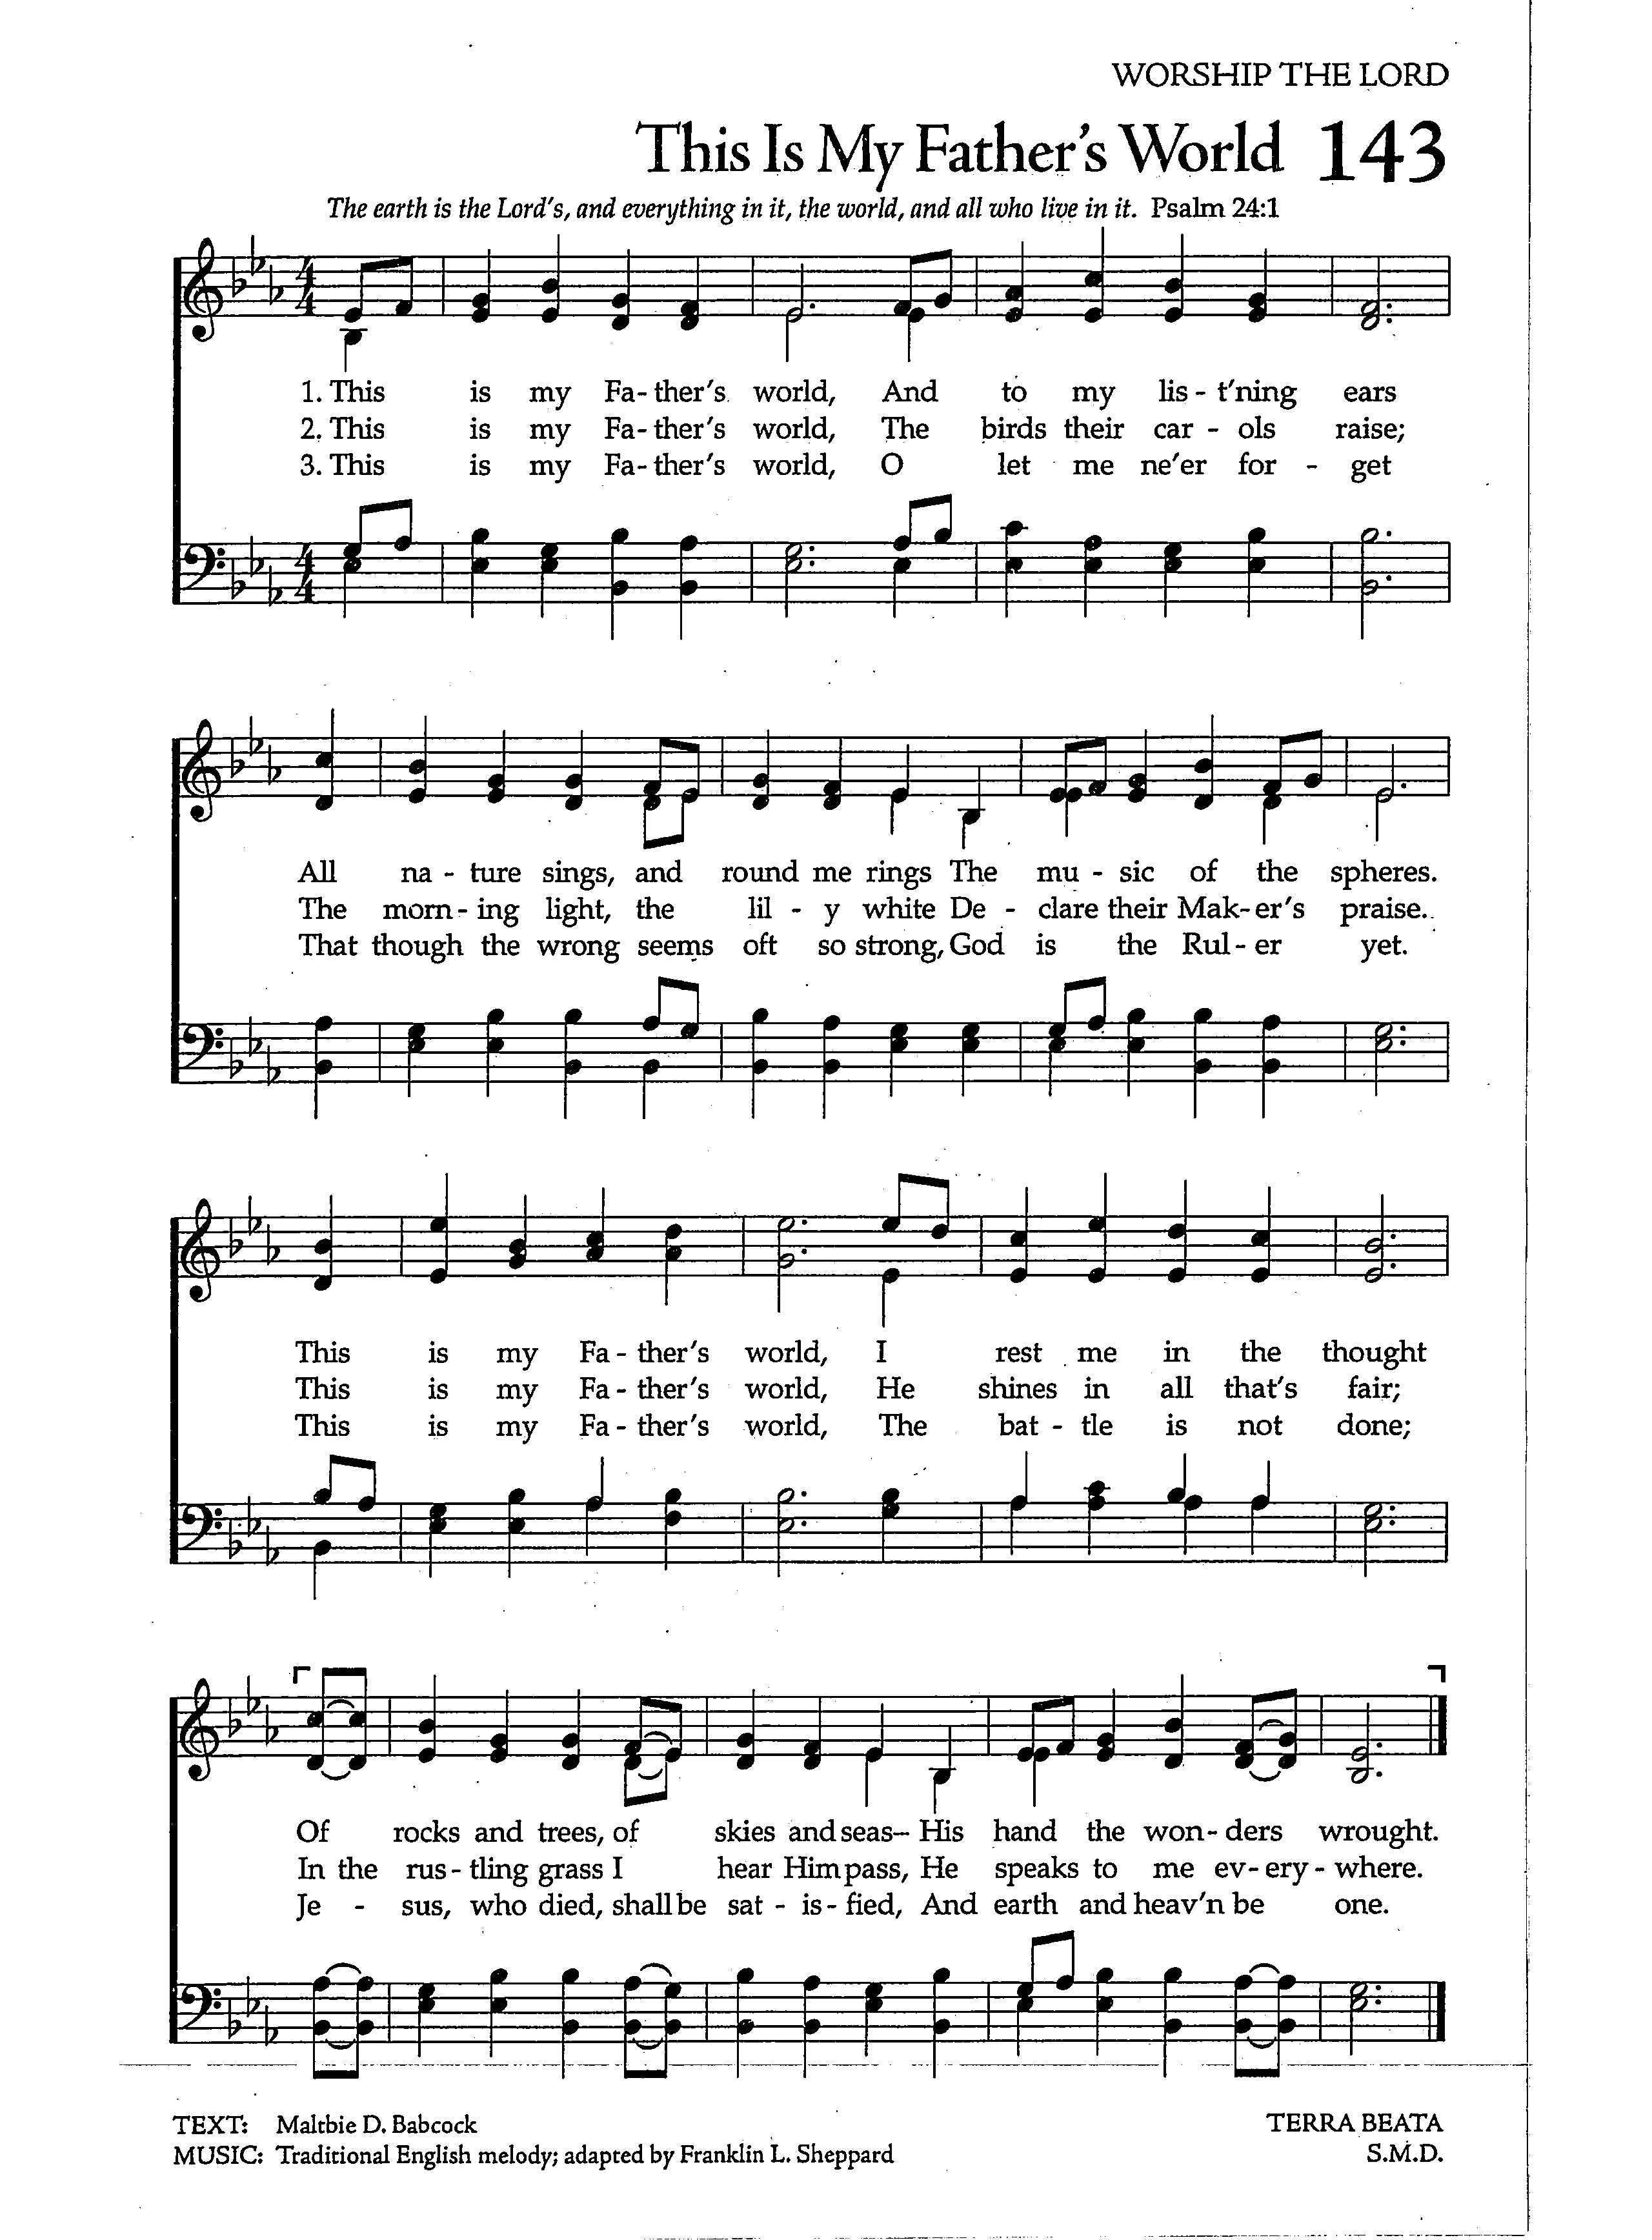 WORSHIP THE LORD
This Is My Father's World 143
The earth is the Lord's, and everything in it, the world, and all who live in it. Psalm 24:1
4
4
1. This is my Fa-ther's world, And to my lis-t'ning ears
2. This is my Fa-ther's world, The birds their car-ols raise;
3. This is my Fa-ther's world, O let me ne'er for-get
4
4
All na-ture sings, and round me rings The mu-sic of the spheres.
The morn-ing light, the lil-y white De-clare their Mak-er's praise.
That though the wrong seems oft so strong, God is the Rul-er yet.
This is my Fa-ther's world, I rest me in the thought
This is my Fa-ther's world, He shines in all that's fair;
This is my Fa-ther's world, The bat-tle is not done;
Of rocks and trees, of skies and seas– His hand the won-ders wrought.
In the rus-tling grass I hear Him pass, He speaks to me ev-ery-where.
Je-sus, who died, shall be sat-is-fied, And earth and heav'n be one.
TEXT: Maltbie D. Babcock TERRA BEATA
MUSIC: Traditional English melody; adapted by Franklin L. Sheppard S.M.D.